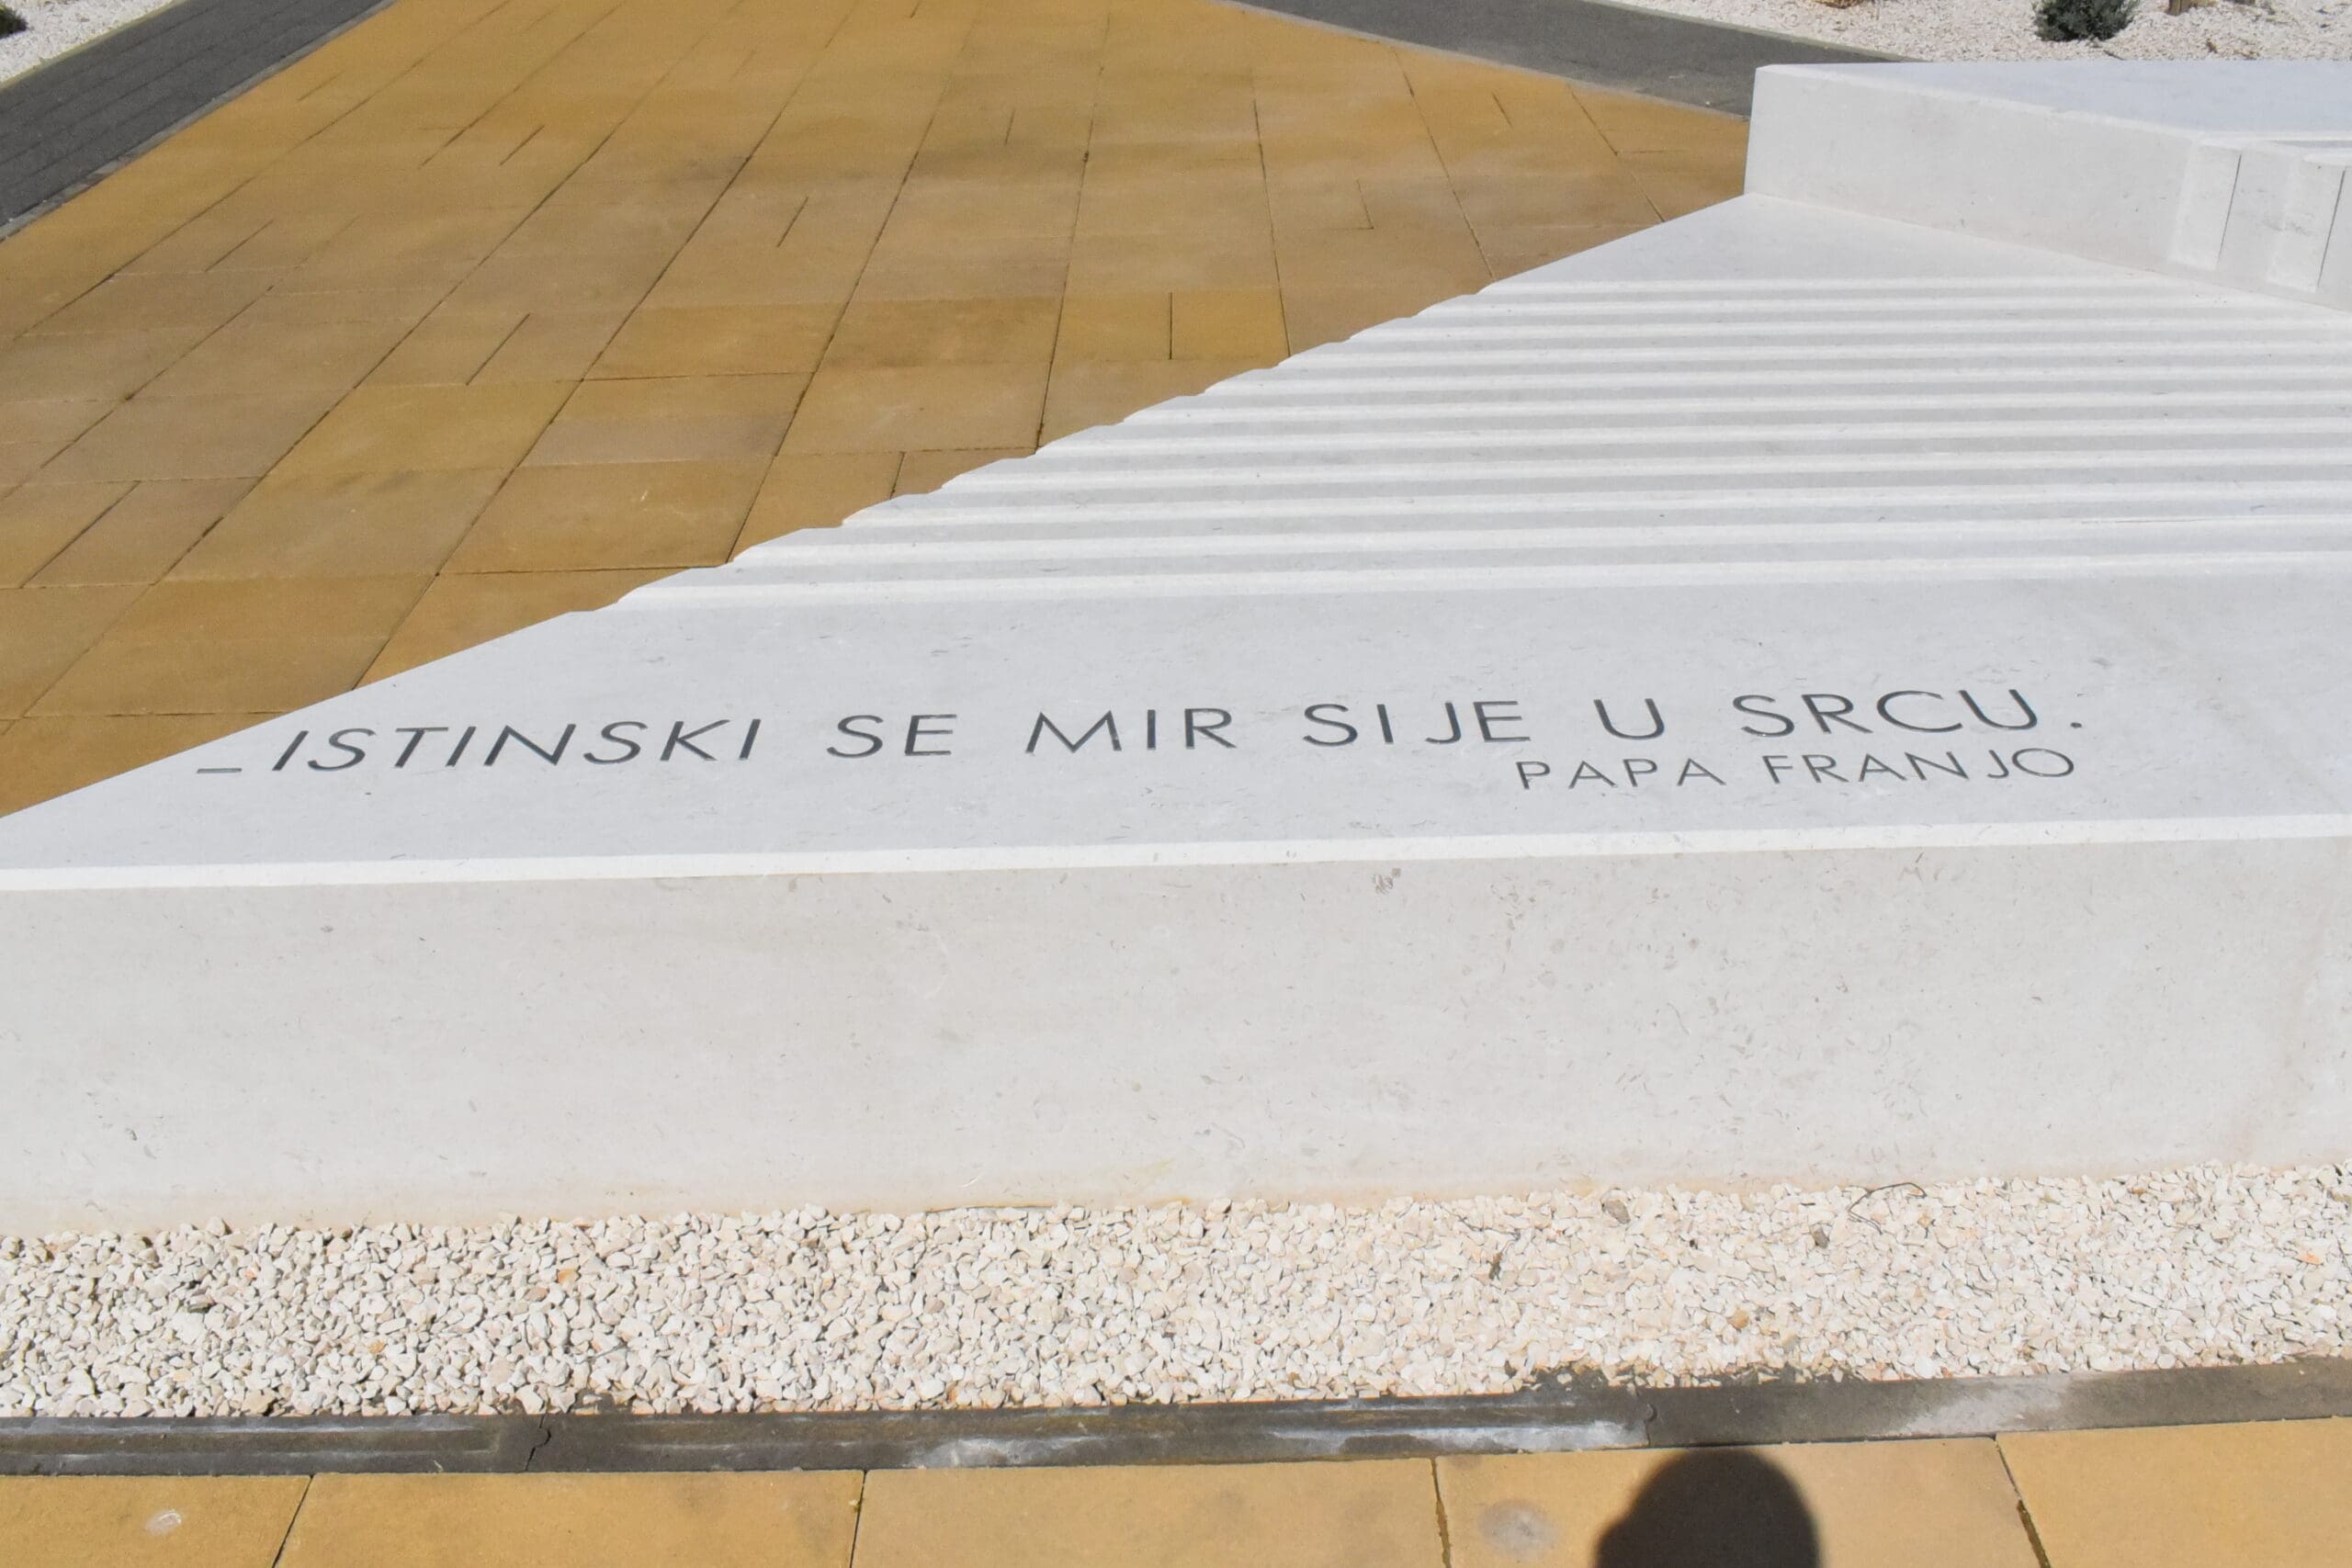 _ISTINSKI SE MIR SIJE U SRCU.
PAPA FRANJO